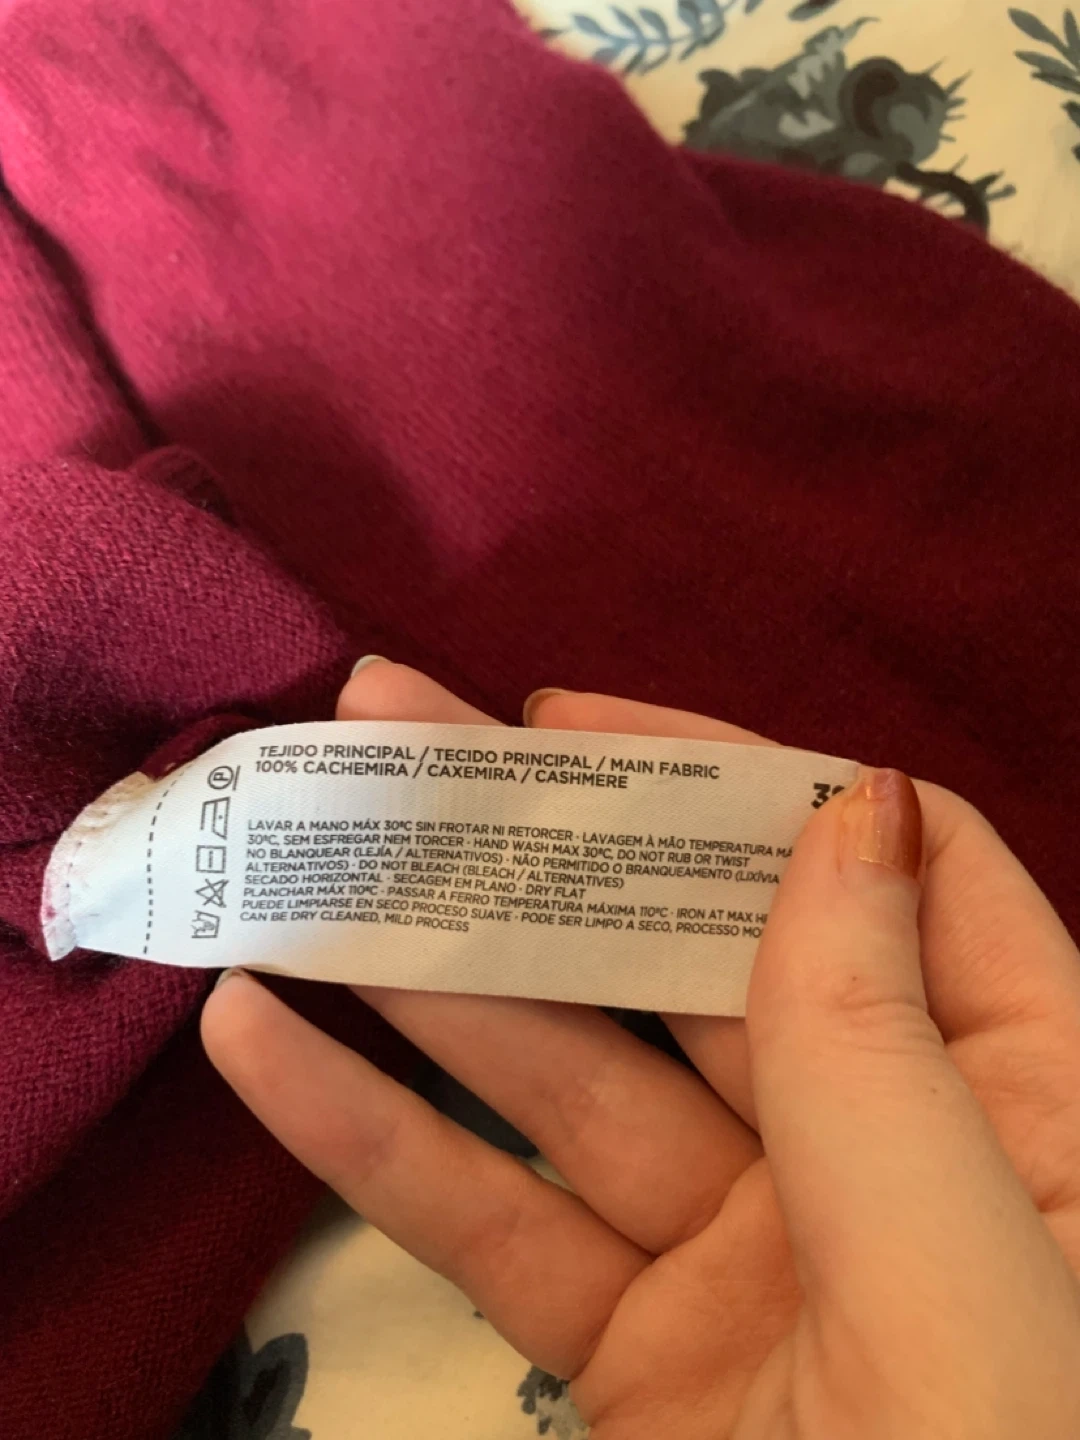 TEJIDO PRINCIPAL / TECIDO PRINCIPAL / MAIN FABRIC
100% CACHEMIRA / CAXEMIRA / CASHMERE
LAVAR A MANO MÁX 30ºC SIN FROTAR NI RETORCER · LAVAGEM À MÃO TEMPERATURA
30ºC, SEM ESFREGAR NEM TORCER · HAND WASH MAX 30ºC, DO NOT RUB OR TWIST
NO BLANQUEAR (LEJÍA / ALTERNATIVOS) · NÃO PERMITIDO O BRANQUEAMENTO (LIXÍVIA
ALTERNATIVOS) · DO NOT BLEACH (BLEACH / ALTERNATIVES)
SECADO HORIZONTAL · SECAGEM EM PLANO · DRY FLAT
PLANCHAR MÁX 110ºC · PASSAR A FERRO TEMPERATURA MÁXIMA 110ºC · IRON AT MAX
PUEDE LIMPIARSE EN SECO PROCESO SUAVE · PODE SER LIMPO A SECO, PROCESSO
CAN BE DRY CLEANED, MILD PROCESS
P